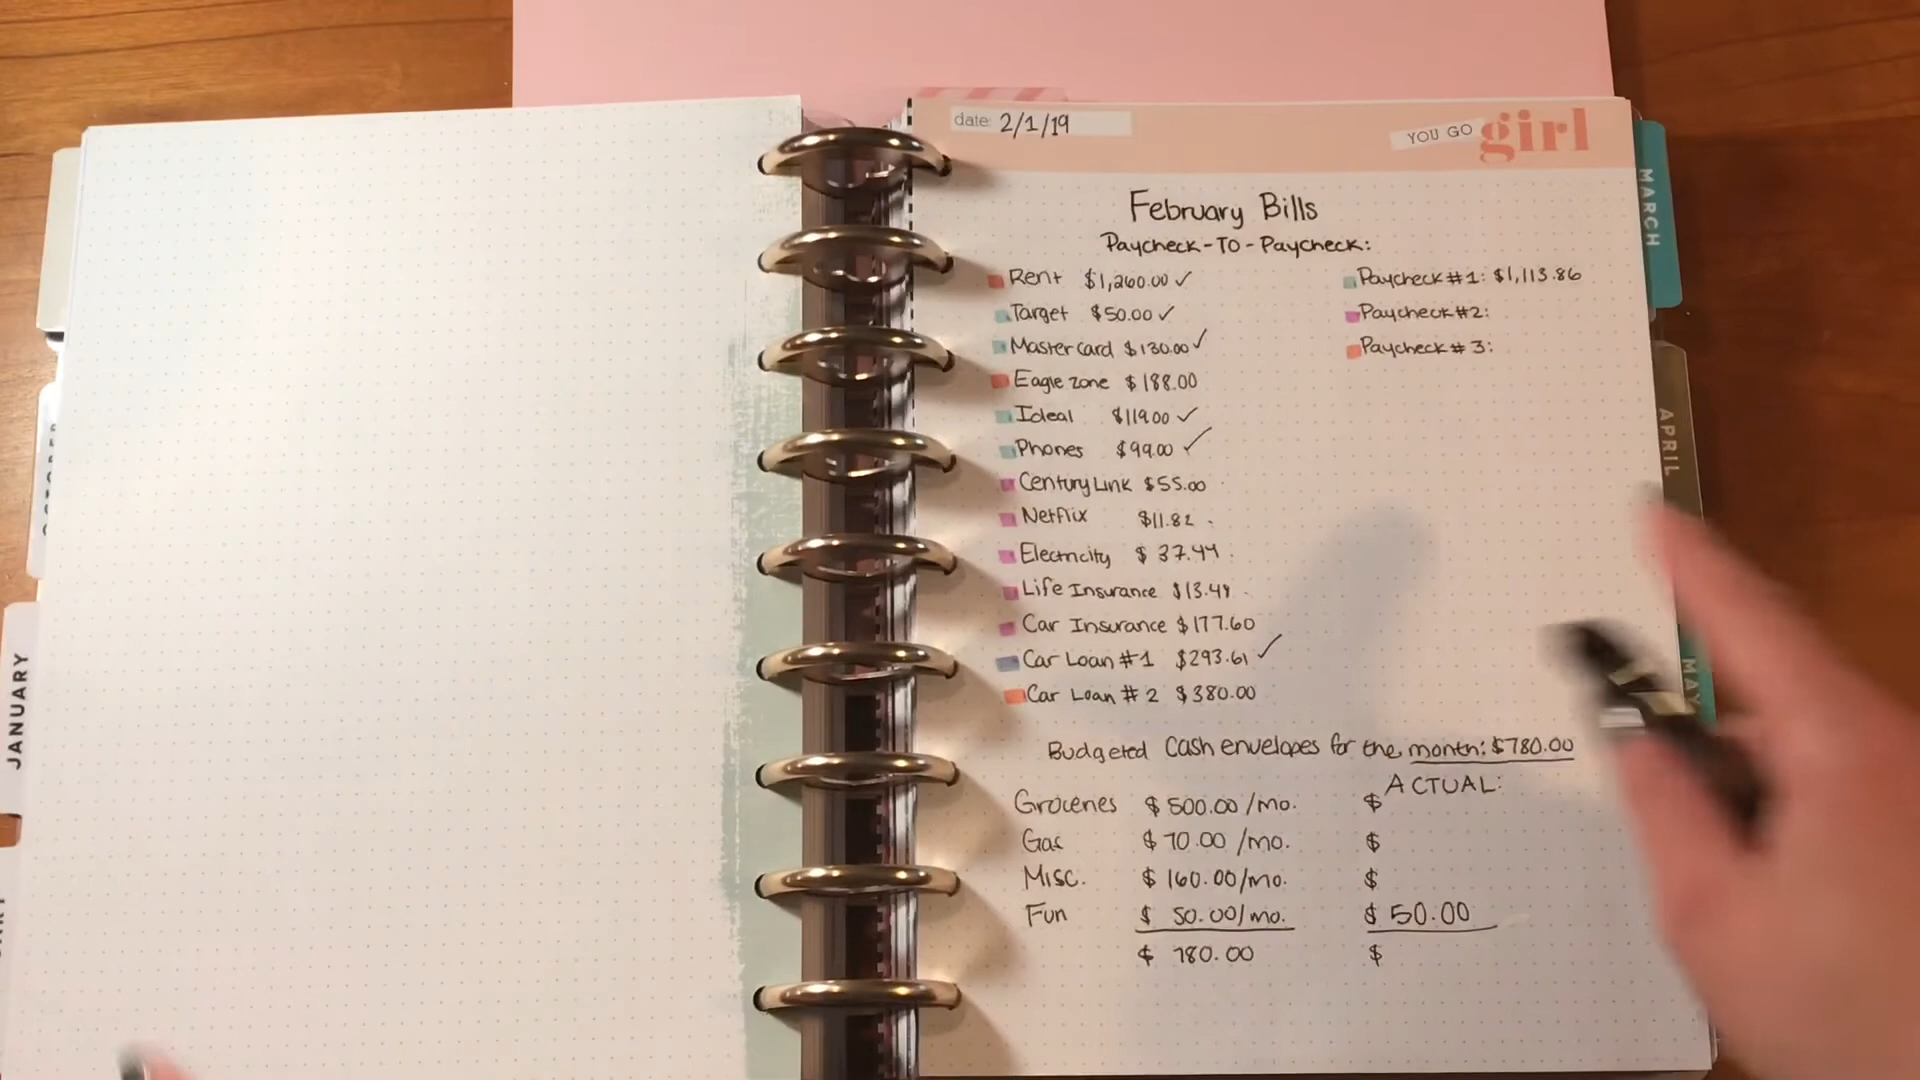 date: 2/1/19
YOU GO girl
February Bills
Paycheck-TO-Paycheck:
Rent $1,260.00 ✓
Target $50.00 ✓
Mastercard $130.00 ✓
Eagle zone $188.00
Ideal $119.00 ✓
Phones $99.00 ✓
CenturyLink $55.00
Netflix $11.82
Electricity $37.44
Life Insurance $13.49
Car Insurance $177.60
Car Loan #1 $293.61 ✓
Car Loan #2 $380.00
Paycheck #1: $1,113.86
Paycheck #2:
Paycheck #3:
Budgeted Cash envelopes for the month: $780.00
ACTUAL:
Groceries $500.00/mo. $
Gas $70.00/mo. $
Misc. $160.00/mo. $
Fun $50.00/mo. $50.00
$780.00 $
MARCH
APRIL
MAY
JANUARY